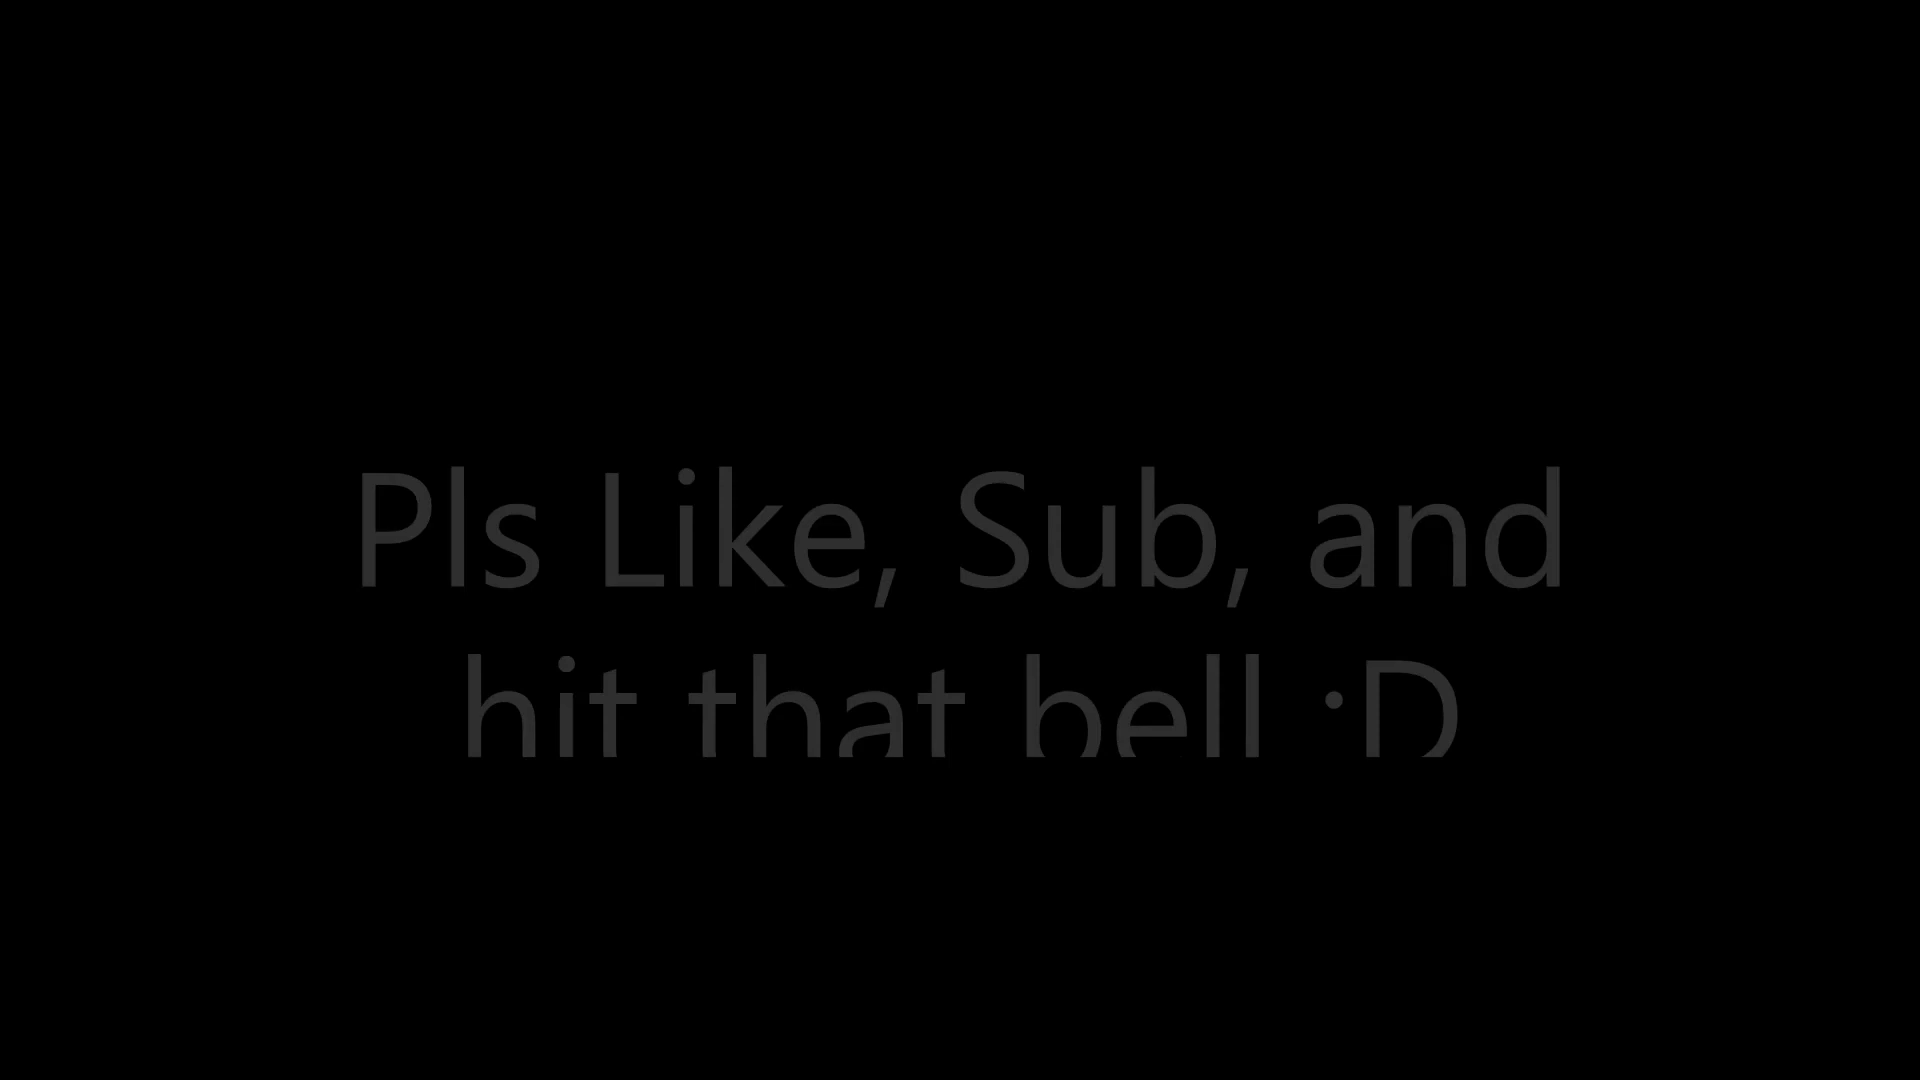 Pls Like, Sub, and
hit that bell :D